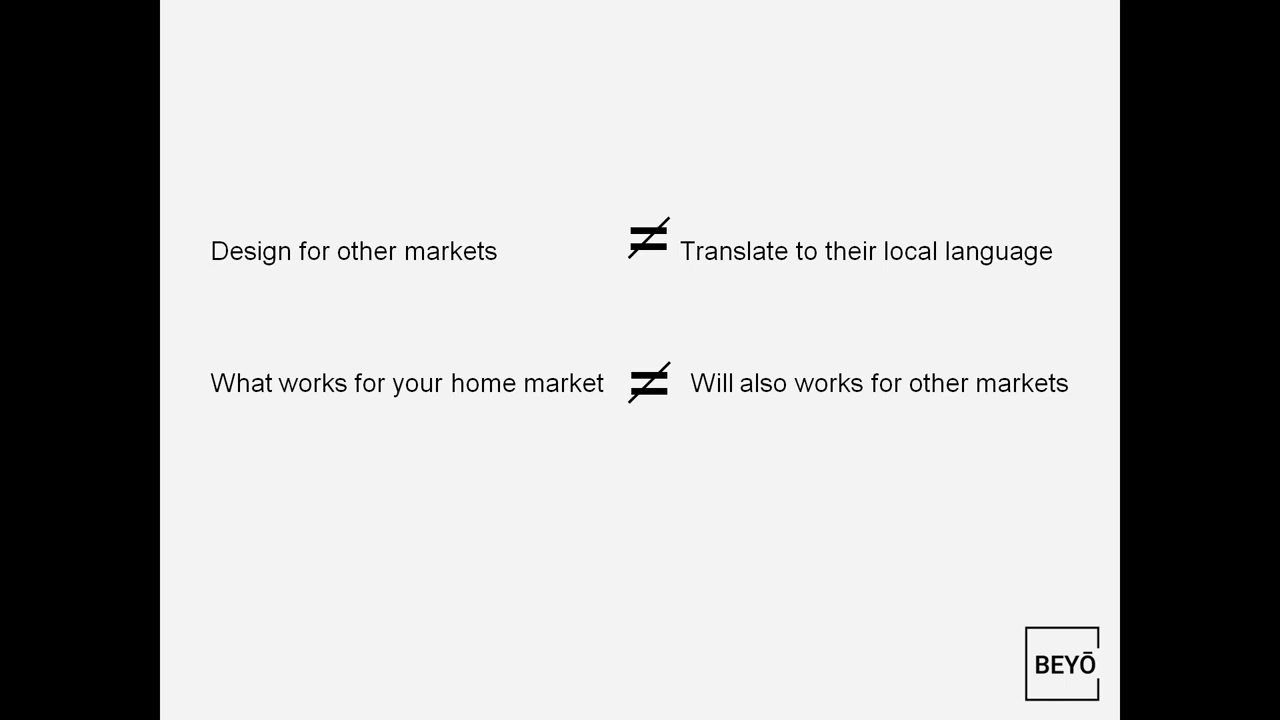 Design for other markets ≠ Translate to their local language
What works for your home market ≠ Will also works for other markets
BEYŌ